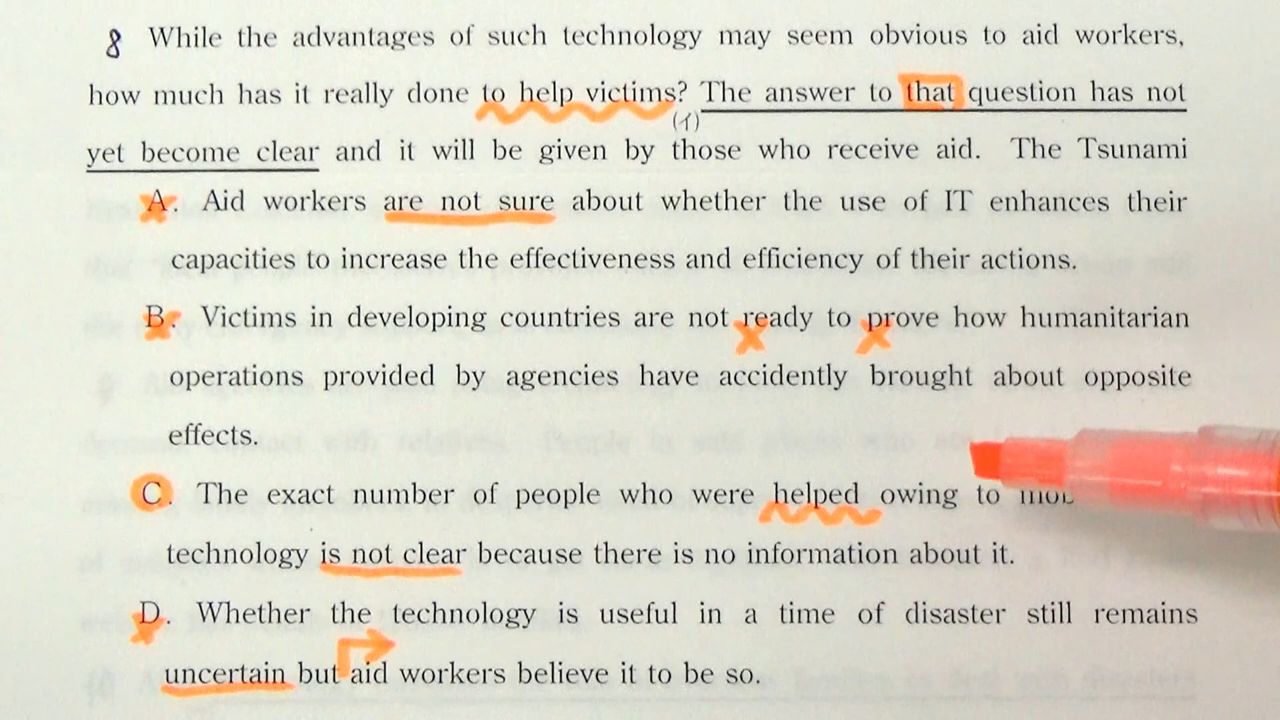 8 While the advantages of such technology may seem obvious to aid workers,
how much has it really done to help victims? The answer to that question has not
(イ)
yet become clear and it will be given by those who receive aid. The Tsunami
A. Aid workers are not sure about whether the use of IT enhances their
capacities to increase the effectiveness and efficiency of their actions.
B. Victims in developing countries are not ready to prove how humanitarian
operations provided by agencies have accidently brought about opposite
effects.
C. The exact number of people who were helped owing to
technology is not clear because there is no information about it.
D. Whether the technology is useful in a time of disaster still remains
uncertain but aid workers believe it to be so.